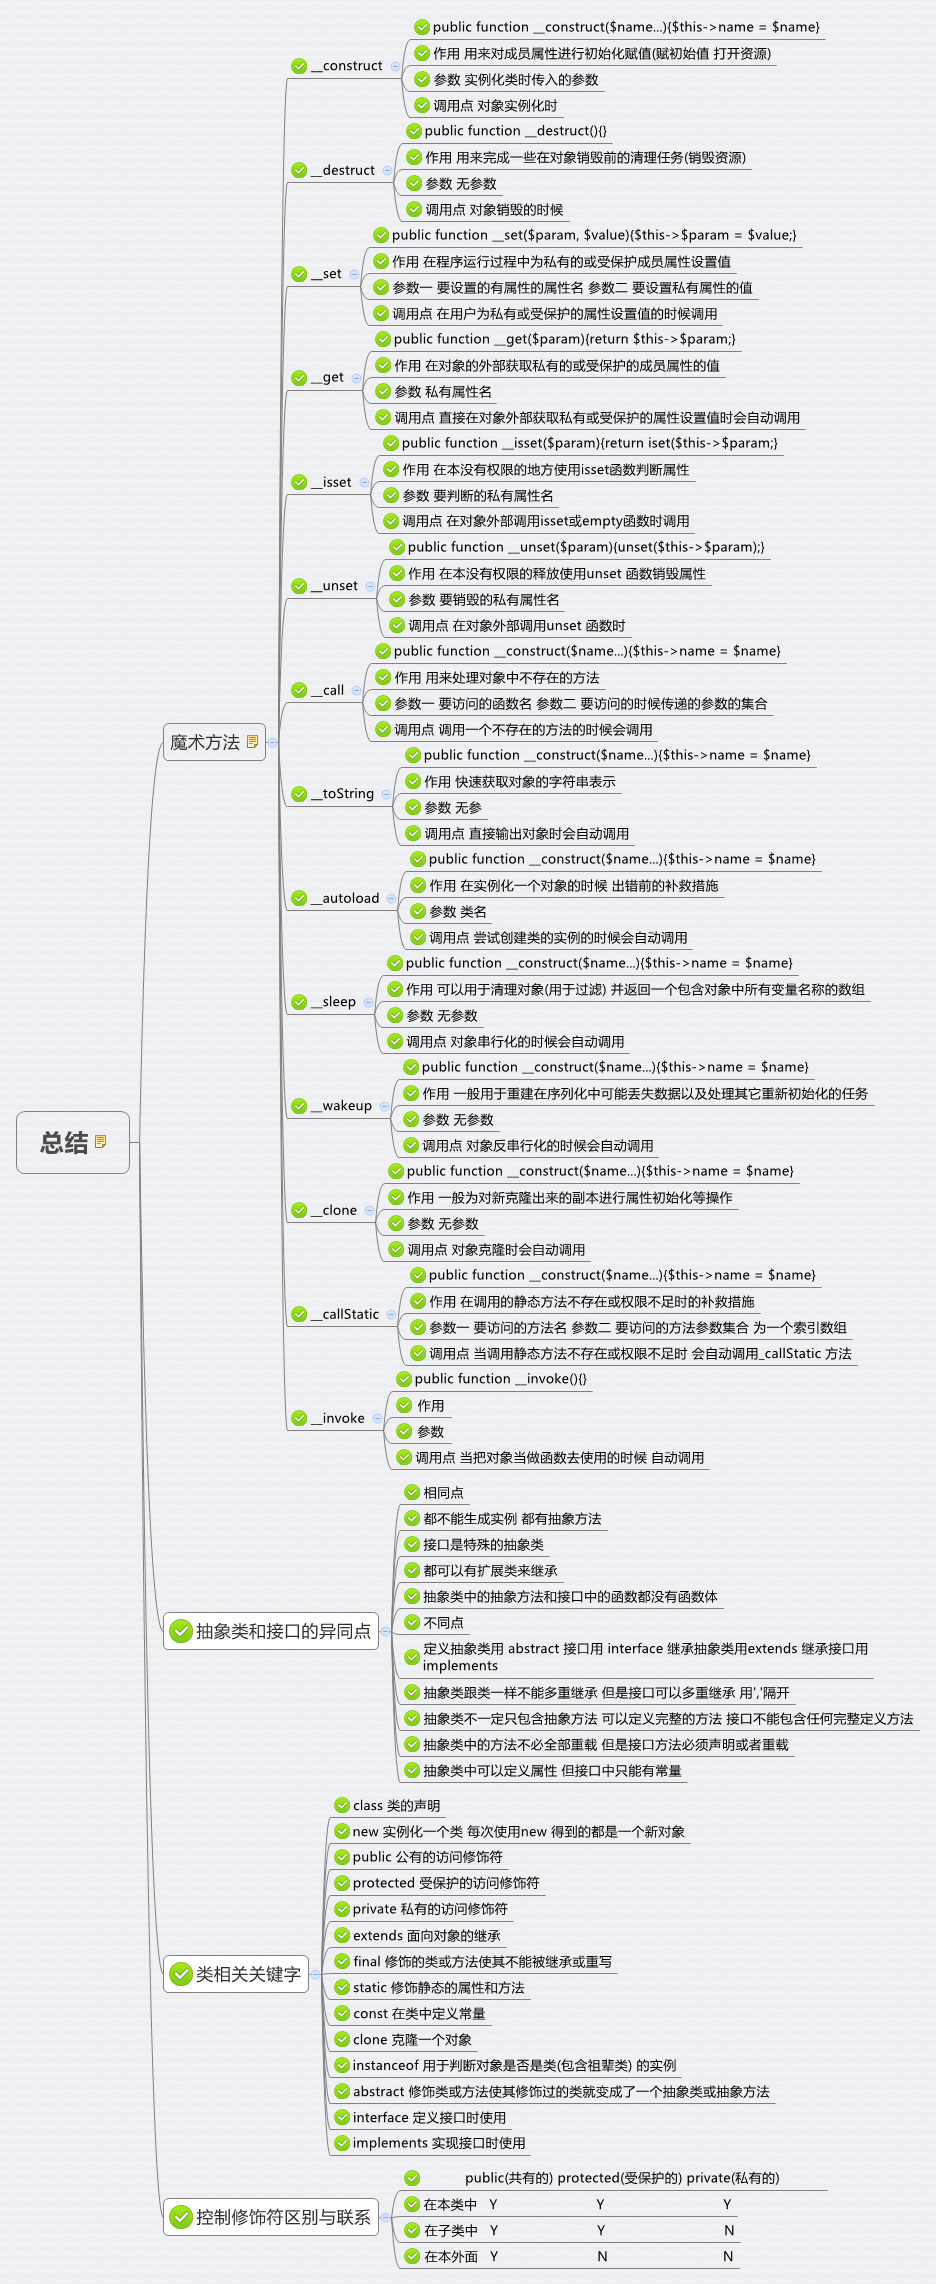 总结
魔术方法
__construct
public function __construct($name...){$this->name = $name}
作用 用来对成员属性进行初始化赋值(赋初始值 打开资源)
参数 实例化类时传入的参数
调用点 对象实例化时
__destruct
public function __destruct(){}
作用 用来完成一些在对象销毁前的清理任务(销毁资源)
参数 无参数
调用点 对象销毁的时候
__set
public function __set($param, $value){$this->$param = $value;}
作用 在程序运行过程中为私有的或受保护成员属性设置值
参数一 要设置的有属性的属性名 参数二 要设置私有属性的值
调用点 在用户为私有或受保护的属性设置值的时候调用
__get
public function __get($param){return $this->$param;}
作用 在对象的外部获取私有的或受保护的成员属性的值
参数 私有属性名
调用点 直接在对象外部获取私有或受保护的属性设置值时会自动调用
__isset
public function __isset($param){return iset($this->$param;}
作用 在本没有权限的地方使用isset函数判断属性
参数 要判断的私有属性名
调用点 在对象外部调用isset或empty函数时调用
__unset
public function __unset($param){unset($this->$param);}
作用 在本没有权限的释放使用unset 函数销毁属性
参数 要销毁的私有属性名
调用点 在对象外部调用unset 函数时
__call
public function __construct($name...){$this->name = $name}
作用 用来处理对象中不存在的方法
参数一 要访问的函数名 参数二 要访问的时候传递的参数的集合
调用点 调用一个不存在的方法的时候会调用
__toString
public function __construct($name...){$this->name = $name}
作用 快速获取对象的字符串表示
参数 无参
调用点 直接输出对象时会自动调用
__autoload
public function __construct($name...){$this->name = $name}
作用 在实例化一个对象的时候 出错前的补救措施
参数 类名
调用点 尝试创建类的实例的时候会自动调用
__sleep
public function __construct($name...){$this->name = $name}
作用 可以用于清理对象(用于过滤) 并返回一个包含对象中所有变量名称的数组
参数 无参数
调用点 对象串行化的时候会自动调用
__wakeup
public function __construct($name...){$this->name = $name}
作用 一般用于重建在序列化中可能丢失数据以及处理其它重新初始化的任务
参数 无参数
调用点 对象反串行化的时候会自动调用
__clone
public function __construct($name...){$this->name = $name}
作用 一般为对新克隆出来的副本进行属性初始化等操作
参数 无参数
调用点 对象克隆时会自动调用
__callStatic
public function __construct($name...){$this->name = $name}
作用 在调用的静态方法不存在或权限不足时的补救措施
参数一 要访问的方法名 参数二 要访问的方法参数集合 为一个索引数组
调用点 当调用静态方法不存在或权限不足时 会自动调用_callStatic 方法
__invoke
public function __invoke(){}
作用
参数
调用点 当把对象当做函数去使用的时候 自动调用
抽象类和接口的异同点
相同点
都不能生成实例 都有抽象方法
接口是特殊的抽象类
都可以有扩展类来继承
抽象类中的抽象方法和接口中的函数都没有函数体
不同点
定义抽象类用 abstract 接口用 interface 继承抽象类用extends 继承接口用
implements
抽象类跟类一样不能多重继承 但是接口可以多重继承 用','隔开
抽象类不一定只包含抽象方法 可以定义完整的方法 接口不能包含任何完整定义方法
抽象类中的方法不必全部重载 但是接口方法必须声明或者重载
抽象类中可以定义属性 但接口中只能有常量
类相关关键字
class 类的声明
new 实例化一个类 每次使用new 得到的都是一个新对象
public 公有的访问修饰符
protected 受保护的访问修饰符
private 私有的访问修饰符
extends 面向对象的继承
final 修饰的类或方法使其不能被继承或重写
static 修饰静态的属性和方法
const 在类中定义常量
clone 克隆一个对象
instanceof 用于判断对象是否是类(包含祖辈类) 的实例
abstract 修饰类或方法使其修饰过的类就变成了一个抽象类或抽象方法
interface 定义接口时使用
implements 实现接口时使用
控制修饰符区别与联系
public(共有的) protected(受保护的) private(私有的)
在本类中 Y Y Y
在子类中 Y Y N
在本外面 Y N N